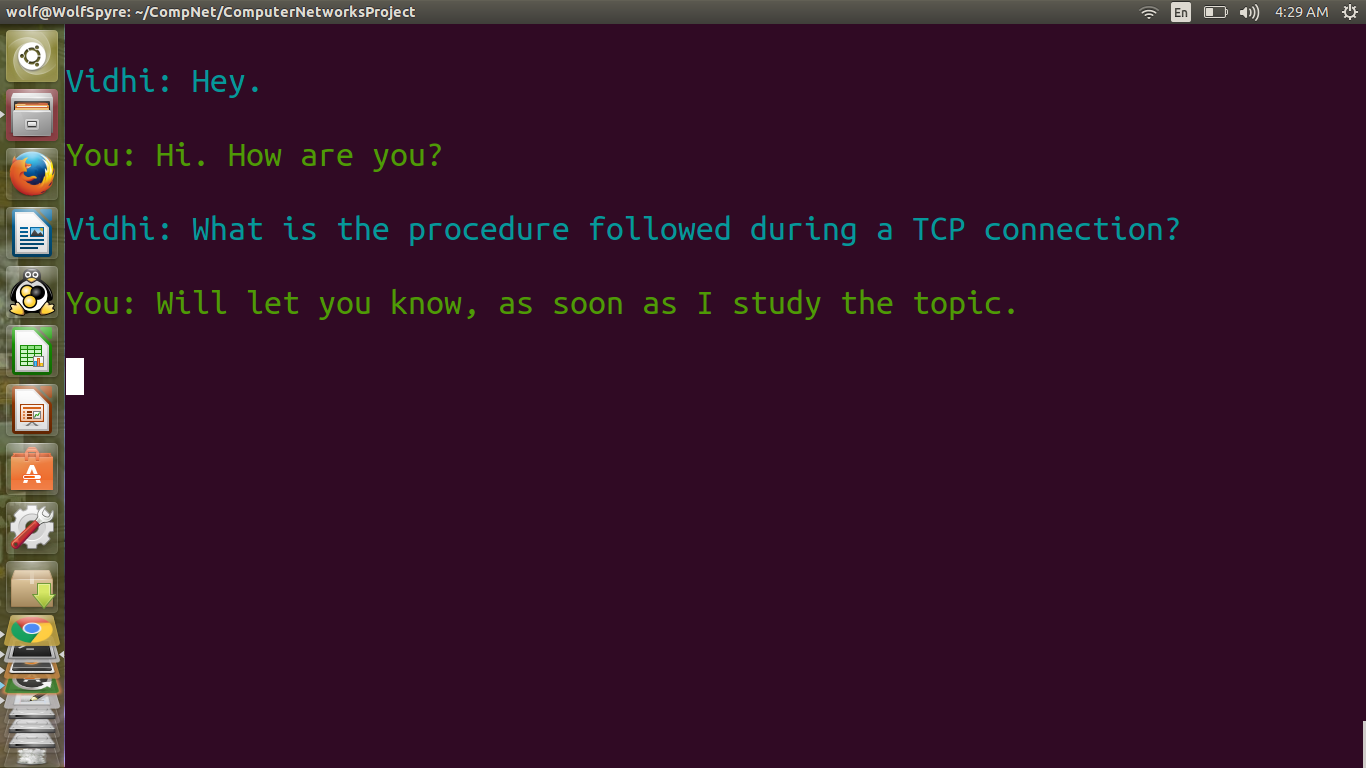 wolf@WolfSpyre: ~/CompNet/ComputerNetworksProject
En
4:29 AM
Vidhi: Hey.
You: Hi. How are you?
Vidhi: What is the procedure followed during a TCP connection?
You: Will let you know, as soon as I study the topic.